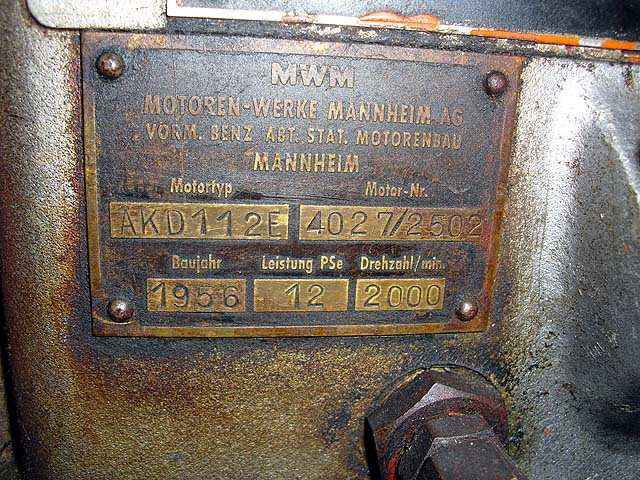 MWM
MOTOREN-WERKE MANNHEIM AG
VORM. BENZ ABT. STAT. MOTORENBAU
MANNHEIM
Motortyp Motor-Nr.
AKD112E 4027/2502
Baujahr Leistung PSe Drehzahl/min.
1956 12 2000